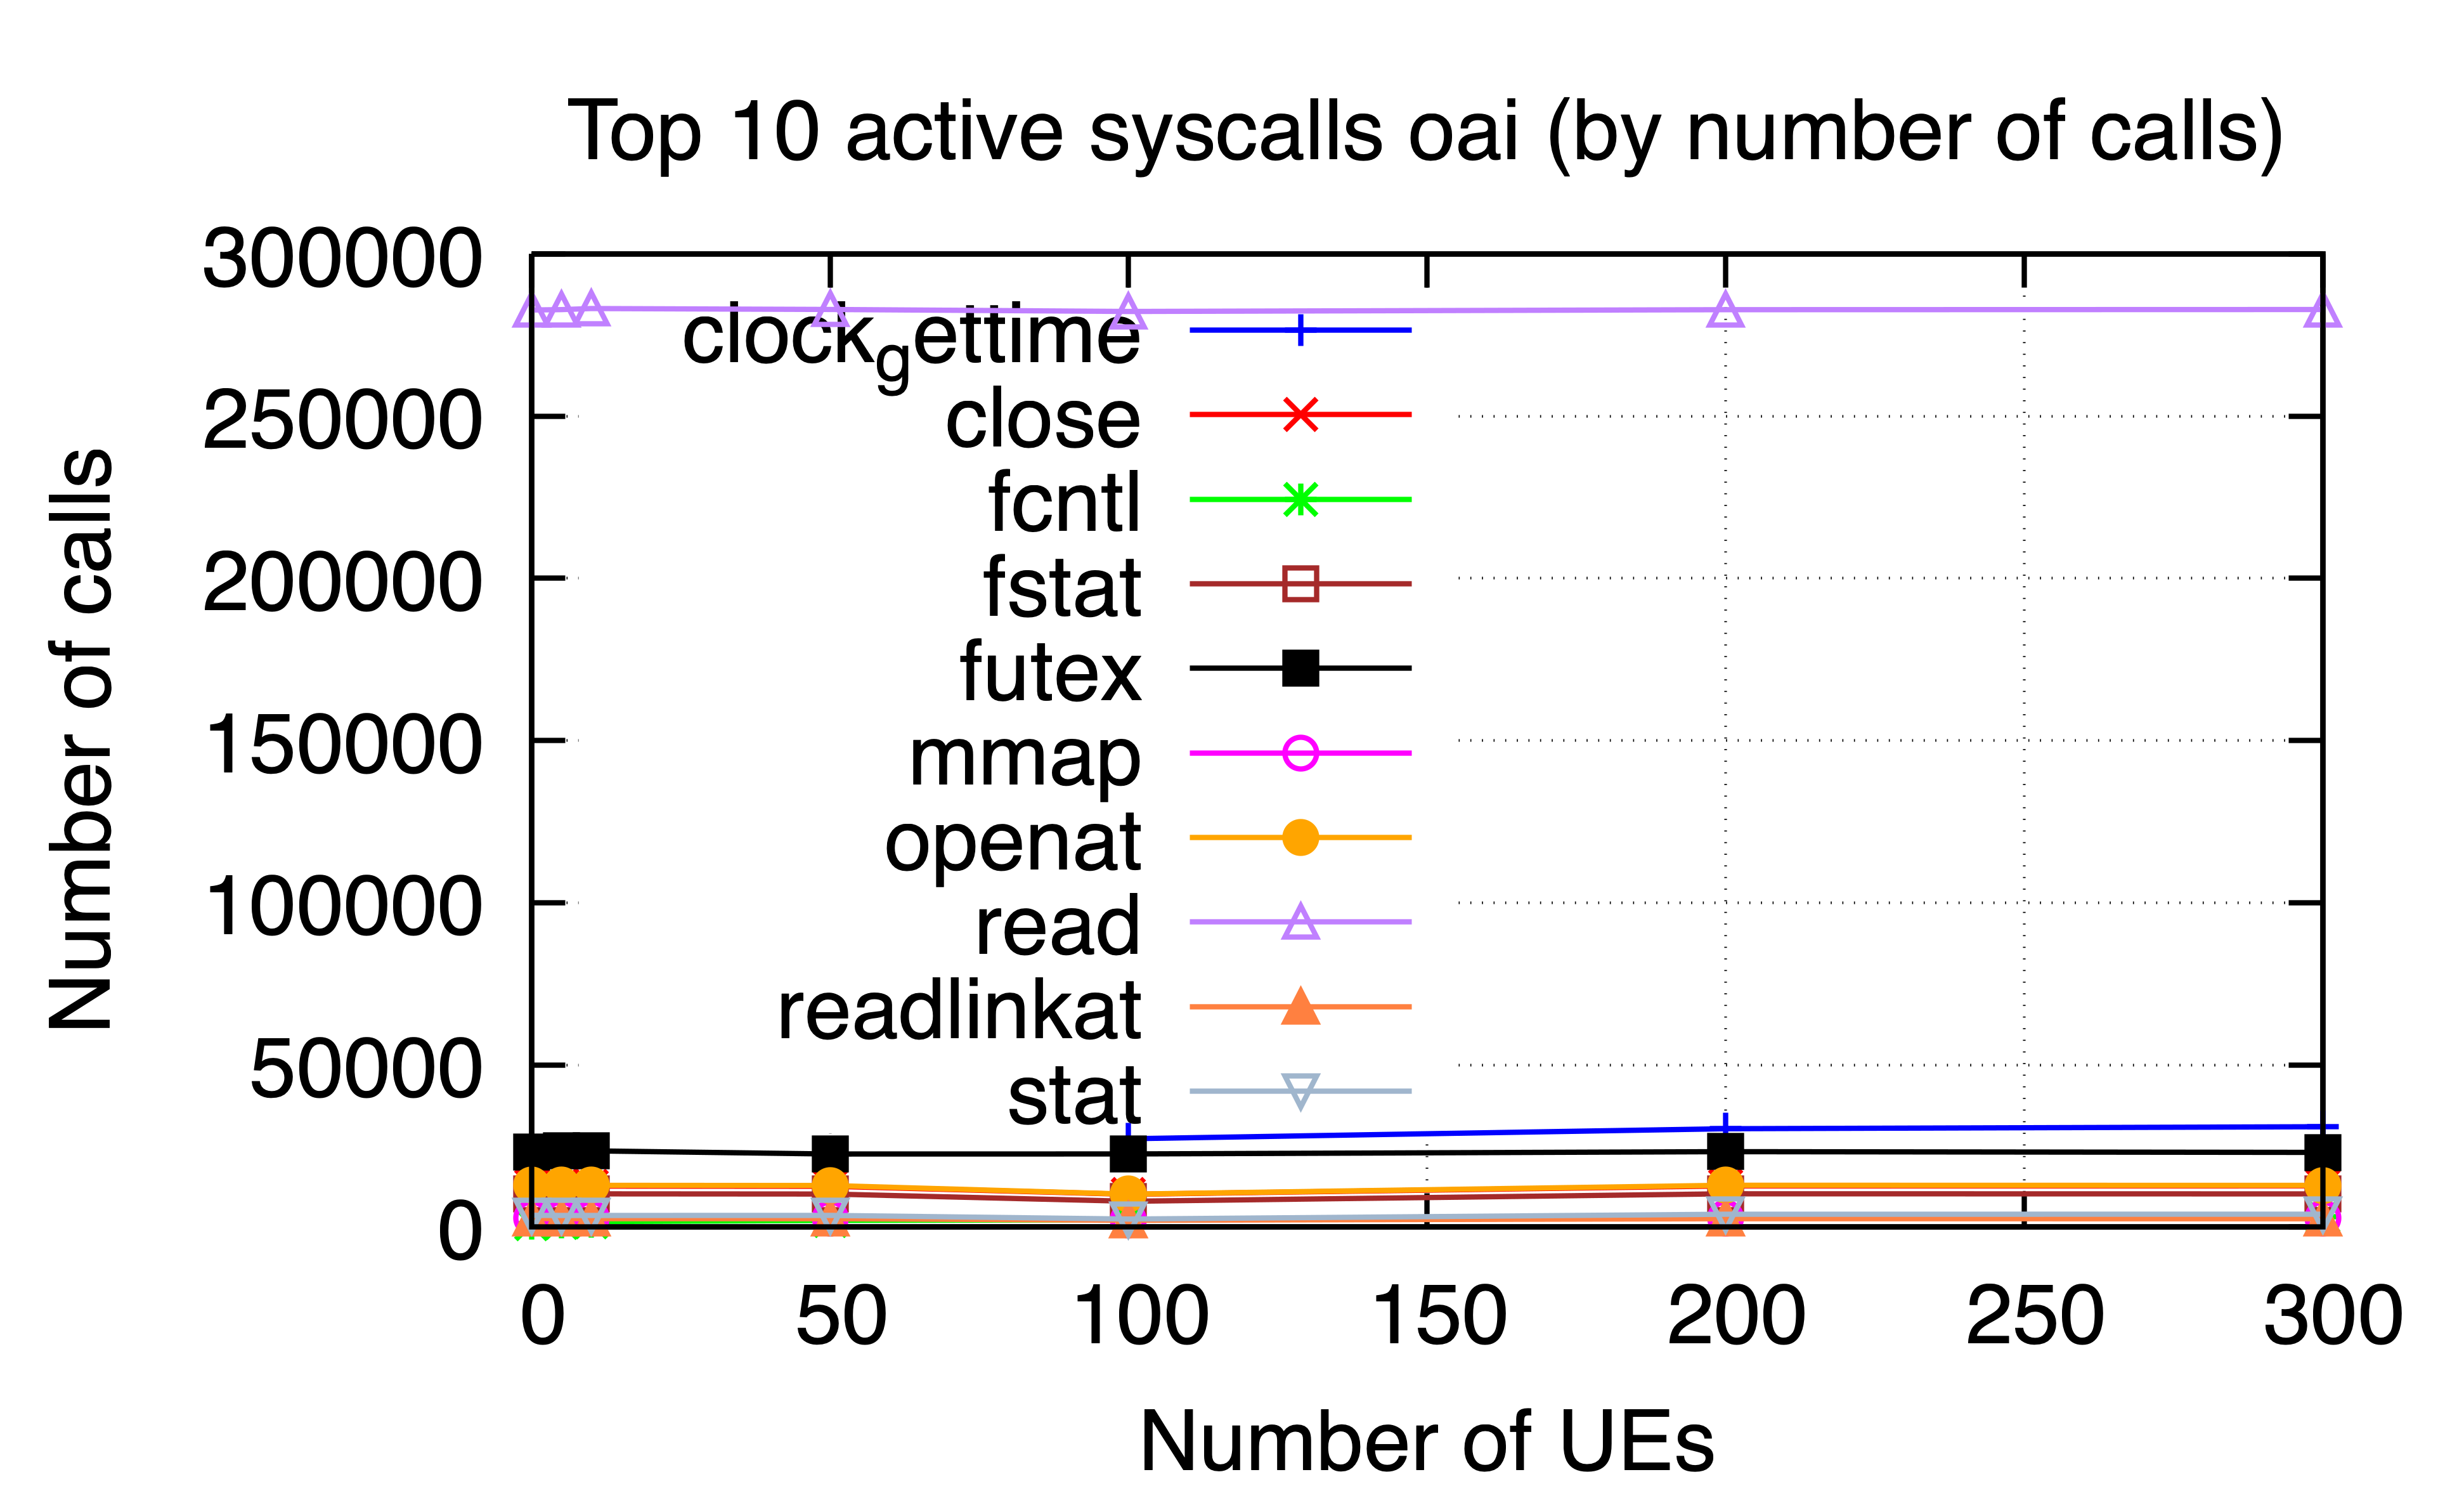 Top 10 active syscalls oai (by number of calls)
300000
250000
200000
150000
100000
50000
0
Number of calls
clock_gettime
close
fcntl
fstat
futex
mmap
openat
read
readlinkat
stat
0 50 100 150 200 250 300
Number of UEs